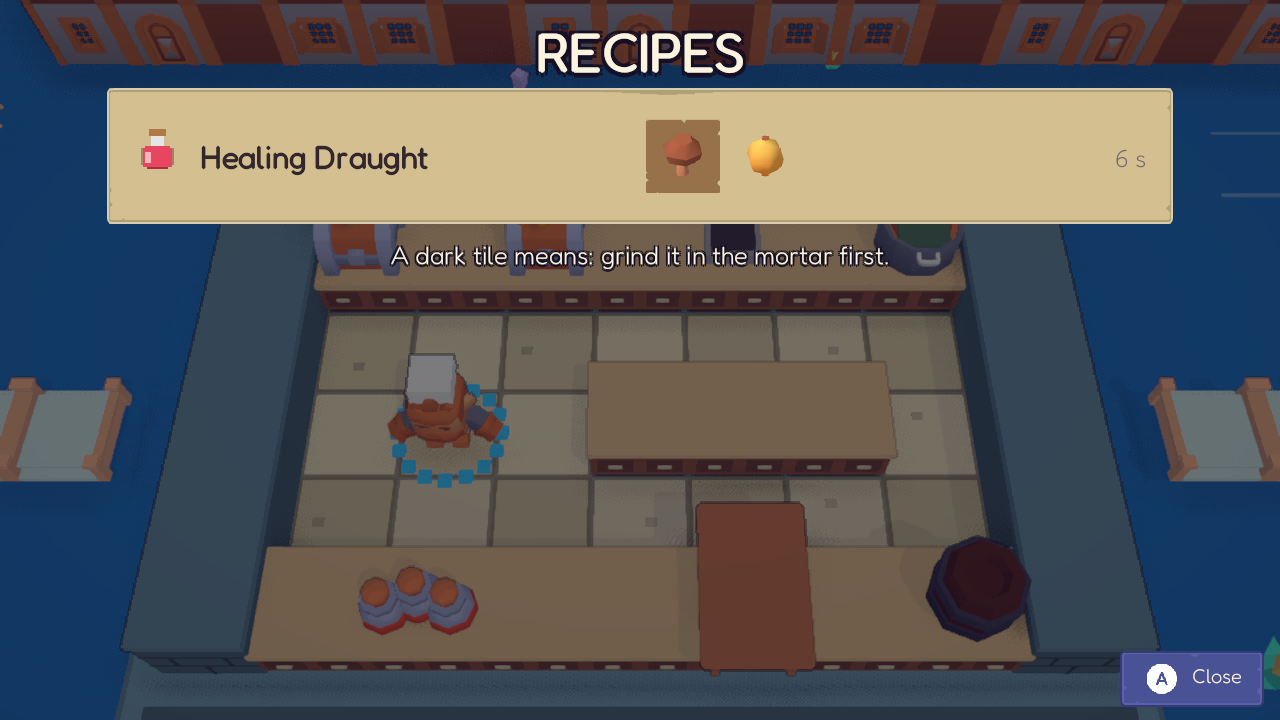 RECIPES
Healing Draught
6 s
A dark tile means: grind it in the mortar first.
A Close